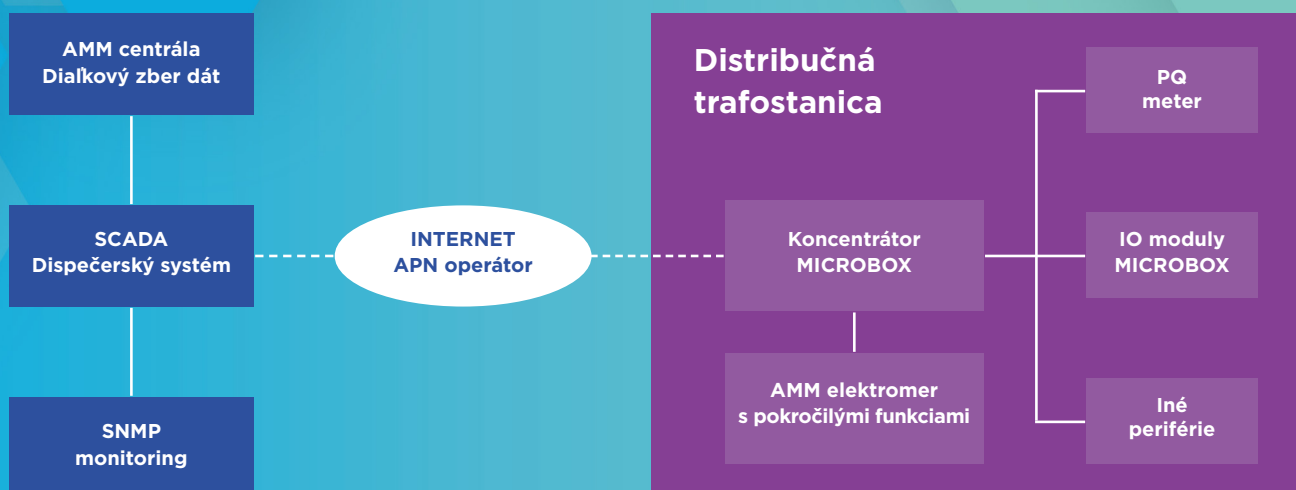 AMM centrála
Diaľkový zber dát
SCADA
Dispečerský systém
SNMP
monitoring
INTERNET
APN operátor
Distribučná
trafostanica
Koncentrátor
MICROBOX
AMM elektromer
s pokročilými funkciami
PQ
meter
IO moduly
MICROBOX
Iné
periférie